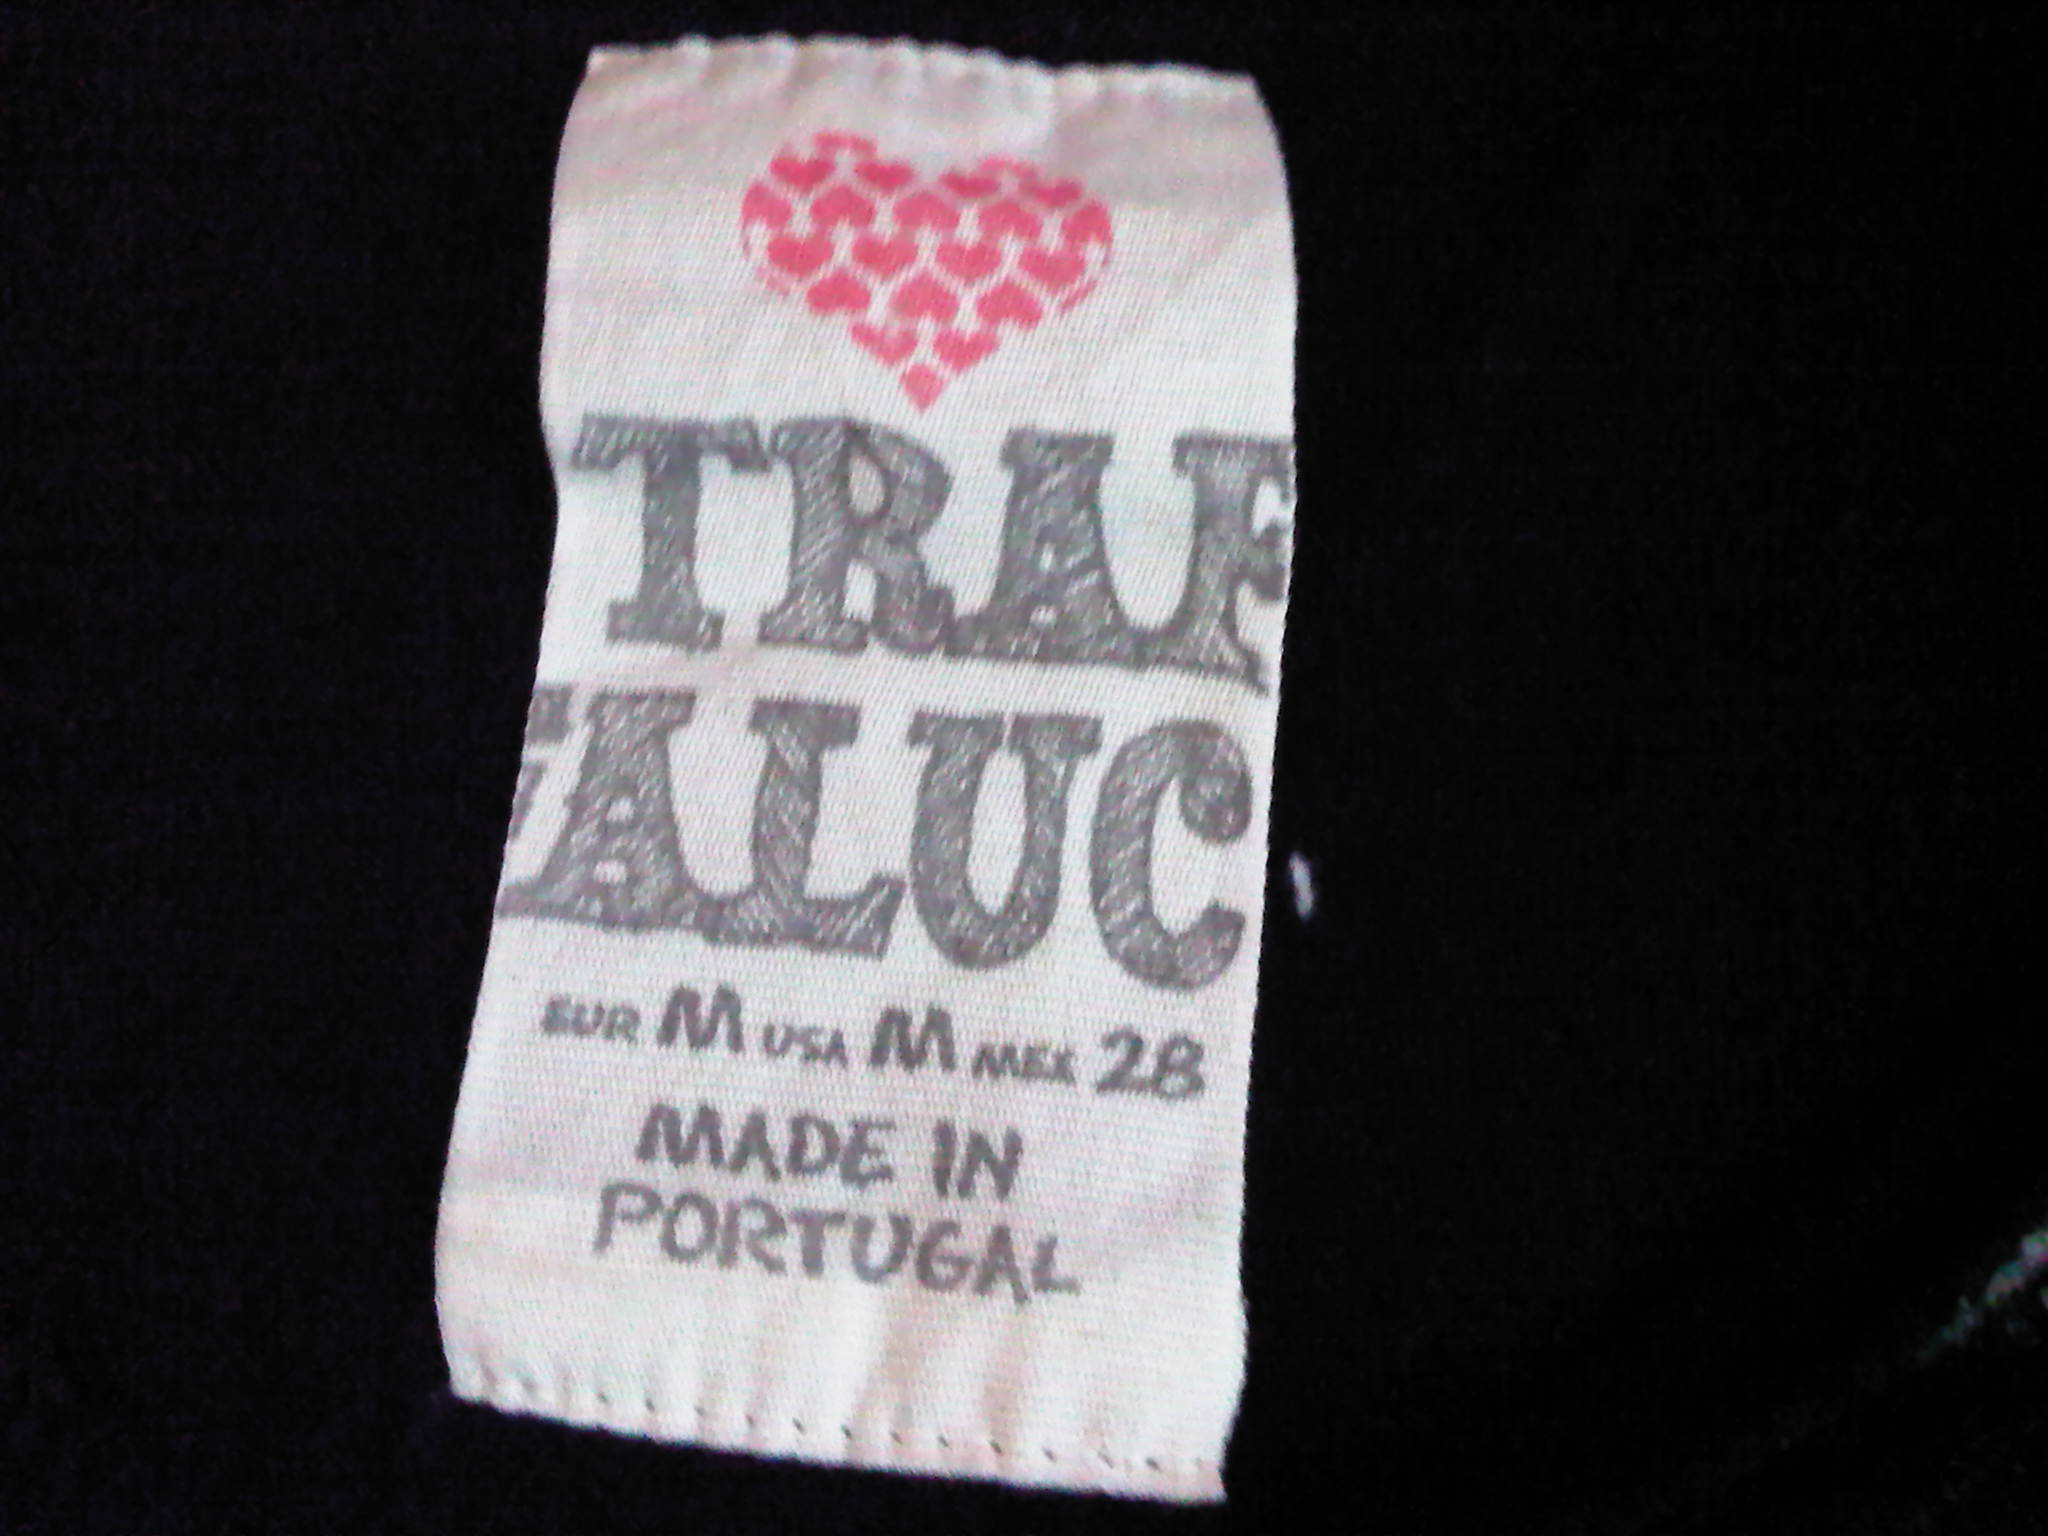 TRAF
ALUC
EUR M USA M MEX 28
MADE IN
PORTUGAL